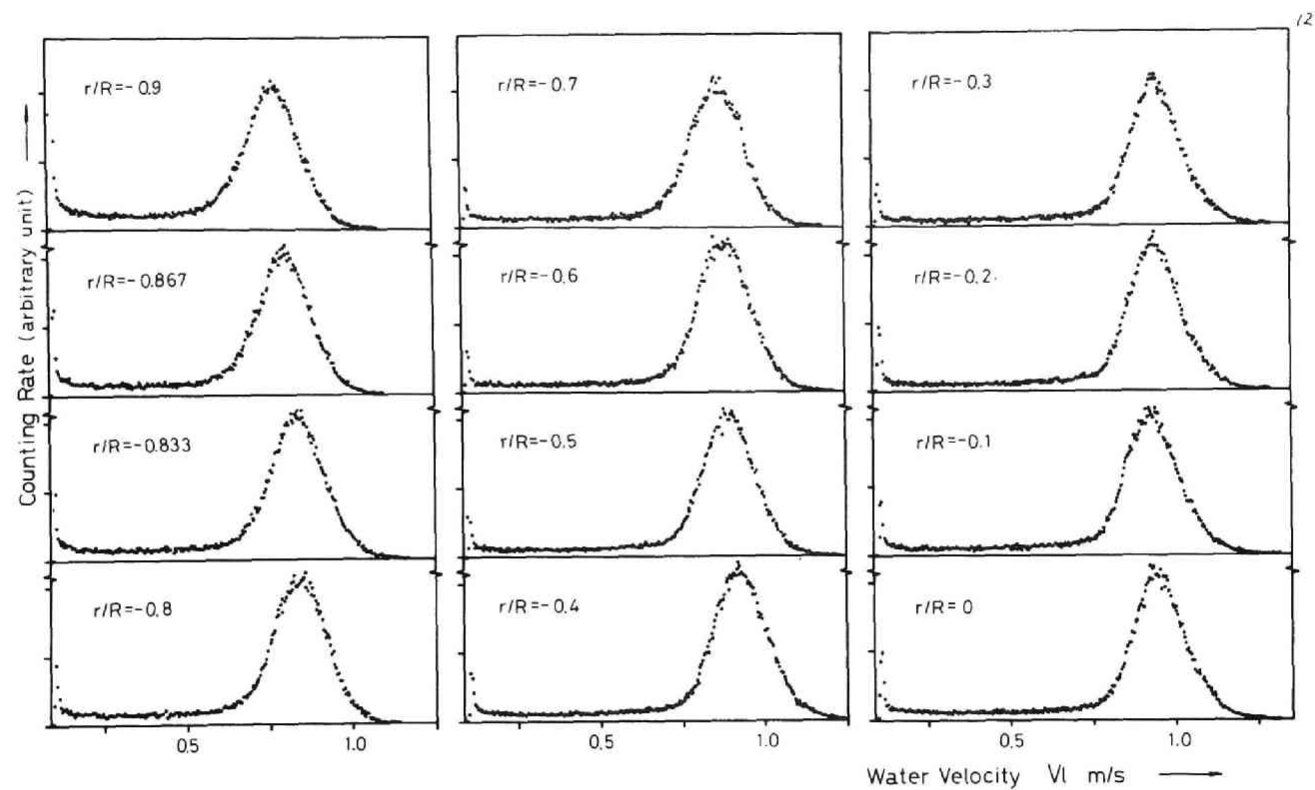 12
r/R=-0.9
r/R=-0.7
r/R=-0.3
r/R=-0.867
r/R=-0.6
r/R=-0.2
r/R=-0.833
r/R=-0.5
r/R=-0.1
r/R=-0.8
r/R=-0.4
r/R=0
Counting Rate (arbitrary unit)
0.5 1.0 0.5 1.0 0.5 1.0
Water Velocity Vl m/s